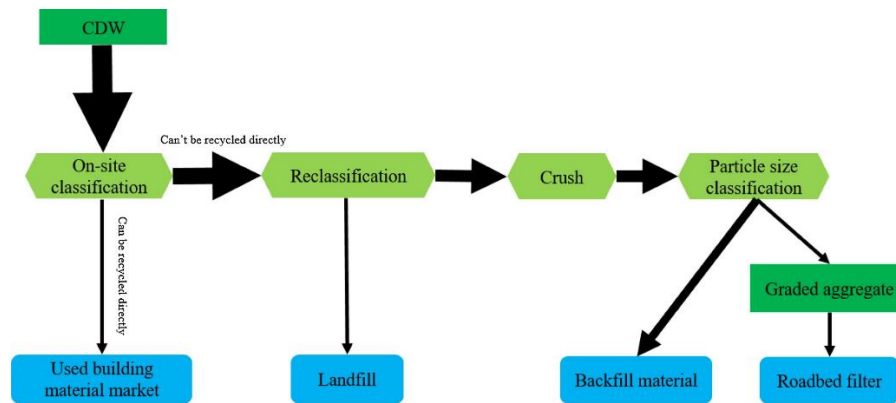 CDW
Can't be recycled directly
On-site
classification
Reclassification
Crush
Particle size
classification
Can be recycled directly
Graded aggregate
Used building
material market
Landfill
Backfill material
Roadbed filter